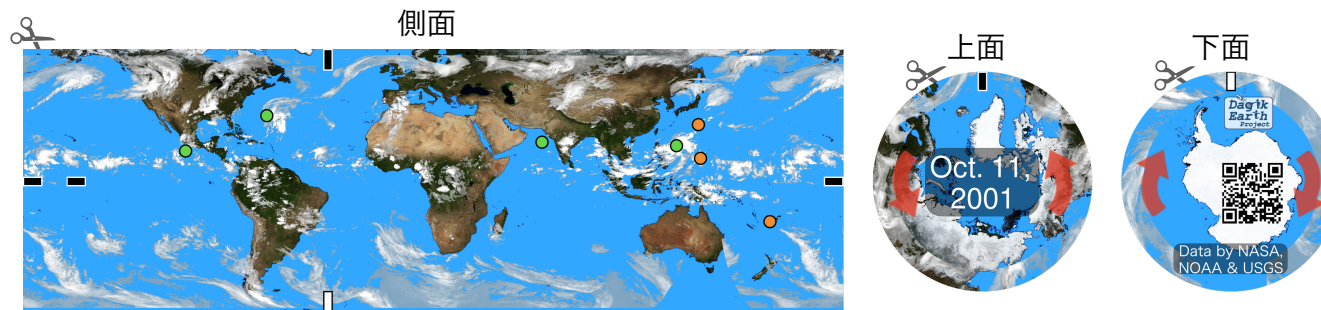 側面
上面
下面
Oct. 11,
2001
Dagik
Earth
Project
Data by NASA,
NOAA & USGS